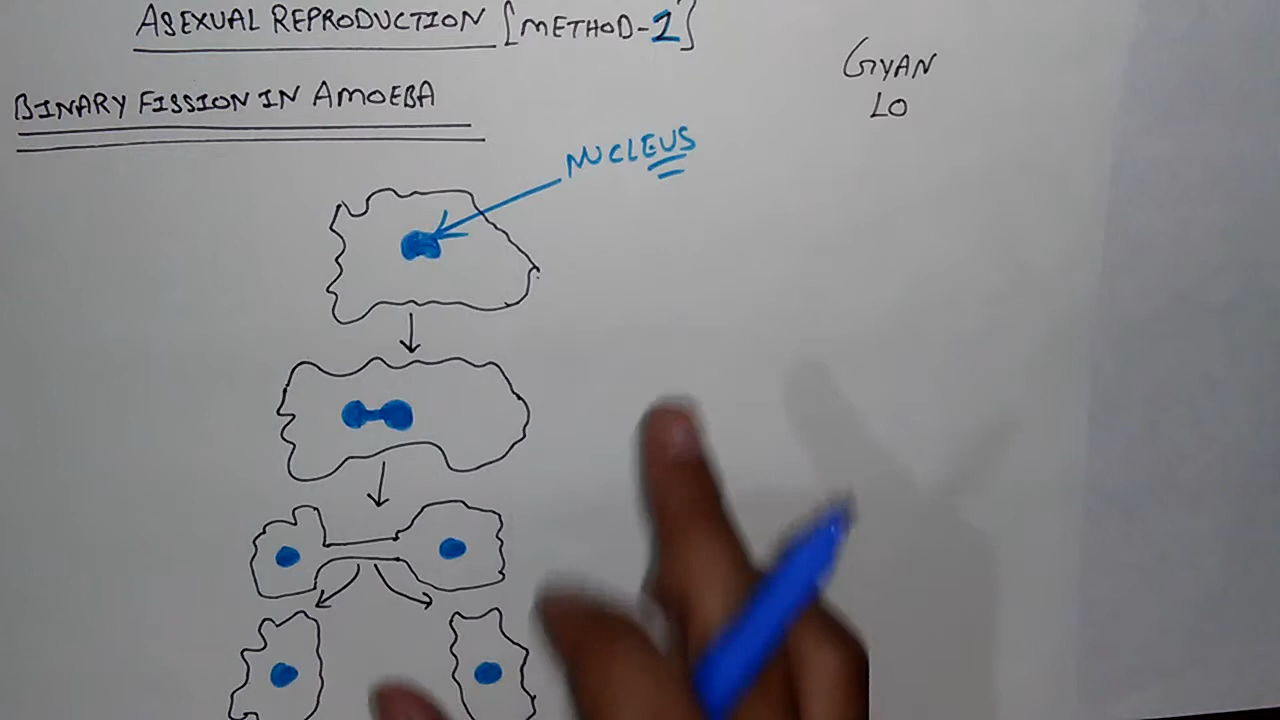 ASEXUAL REPRODUCTION [METHOD-1]
BINARY FISSION IN AMOEBA
GYAN
LO
NUCLEUS